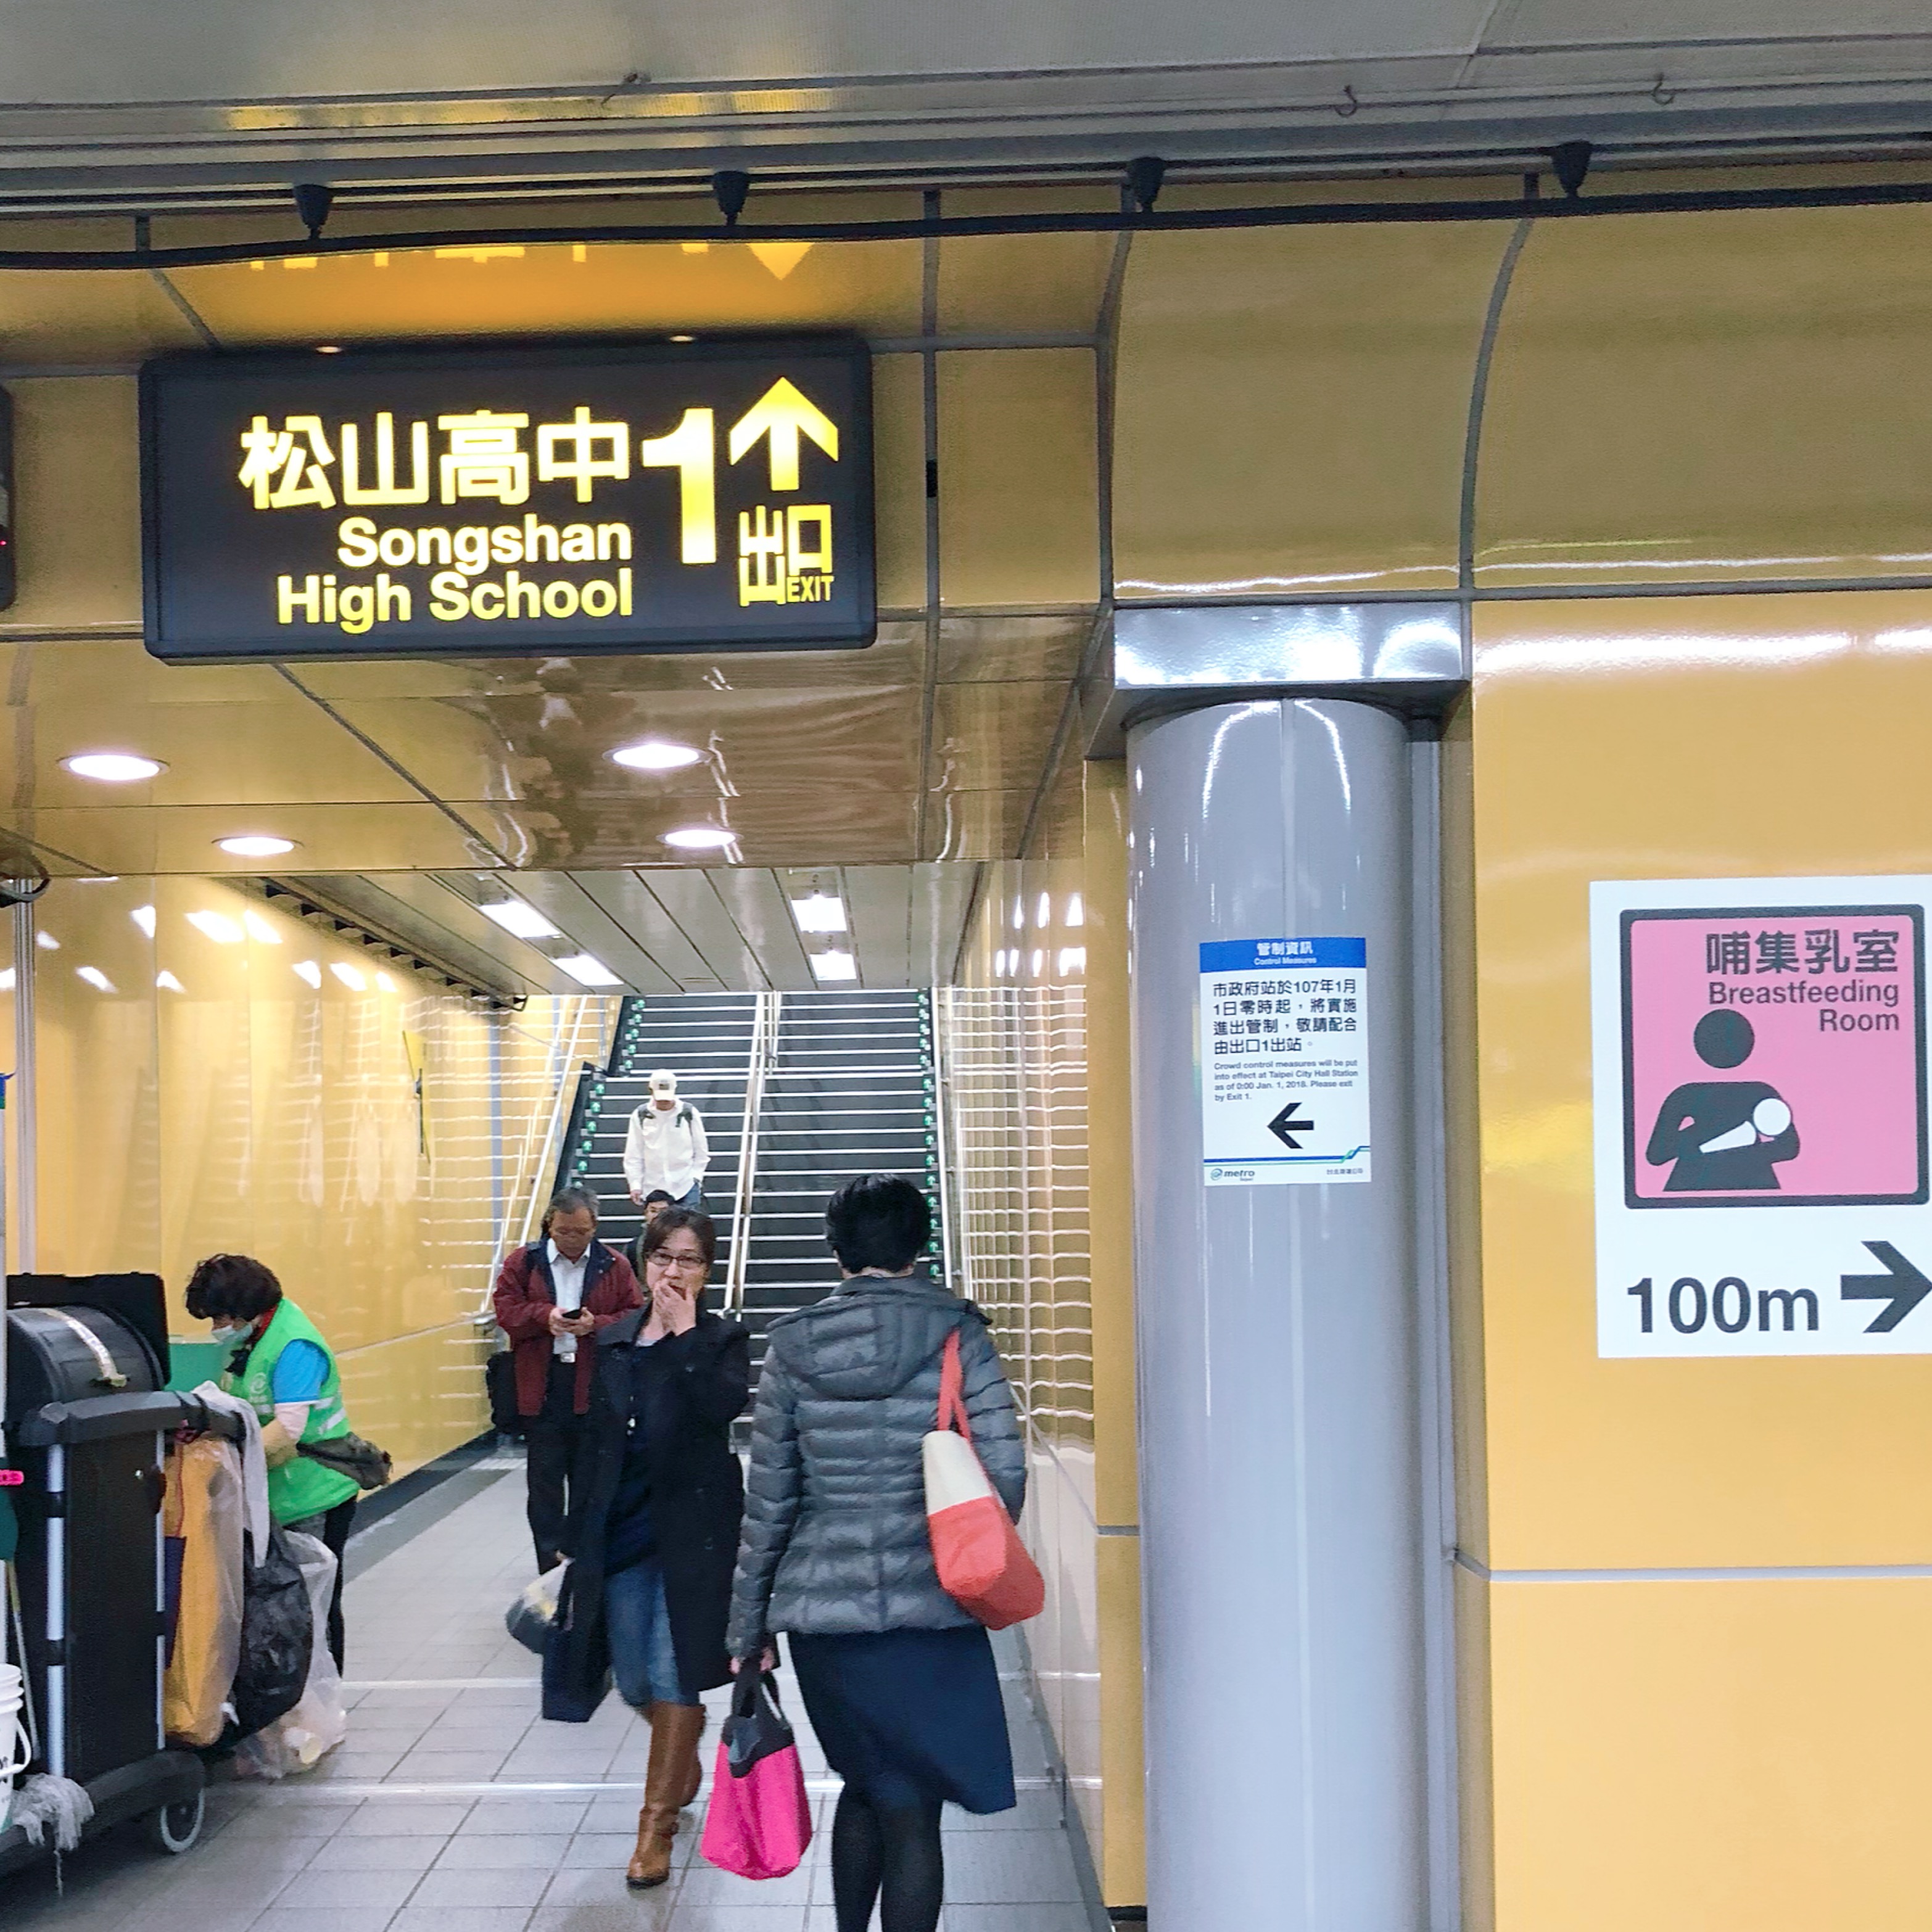 松山高中
Songshan
High School
1
出口
EXIT
管制資訊
Control Measures
市政府站於107年1月
1日零時起，將實施
進出管制，敬請配合
由出口1出站。
Crowd control measures will be put
into effect at Taipei City Hall Station
as of 0:00 Jan. 1, 2018. Please exit
by Exit 1.
metro
哺集乳室
Breastfeeding
Room
100m